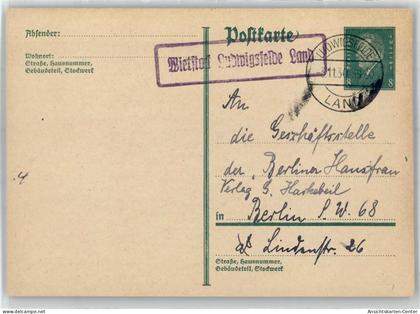 Absender:
Wohnort:
Straße, Hausnummer,
Gebäudeteil, Stockwerk
Postkarte
Wietstock Ludwigsfelde Land
LUDWIGSFELDE
LAND
8
An
die Geschäftsstelle
der "Berliner Hausfrau"
Verlag G. Hackebeil
in Berlin S.W. 68
Lindenstr. 26
Straße, Hausnummer,
Gebäudeteil, Stockwerk
Ansichtskarten-Center